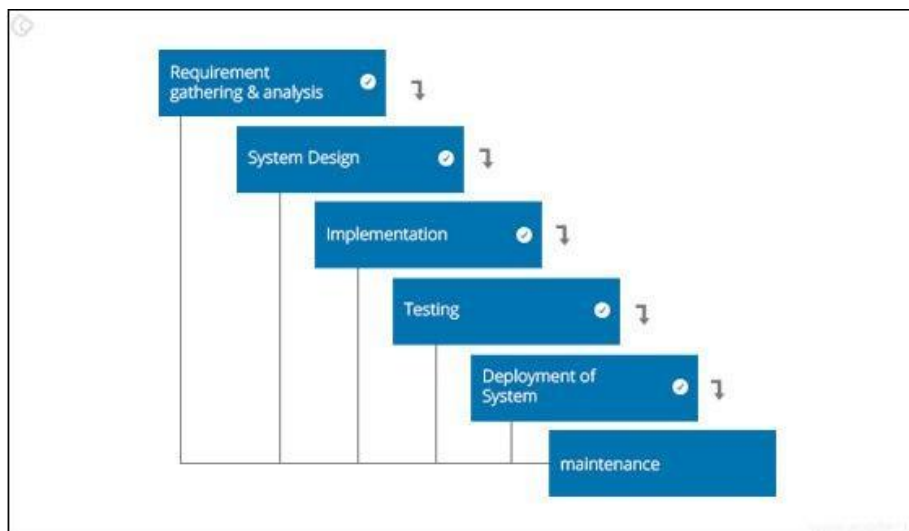 Requirement
gathering & analysis
System Design
Implementation
Testing
Deployment of
System
maintenance